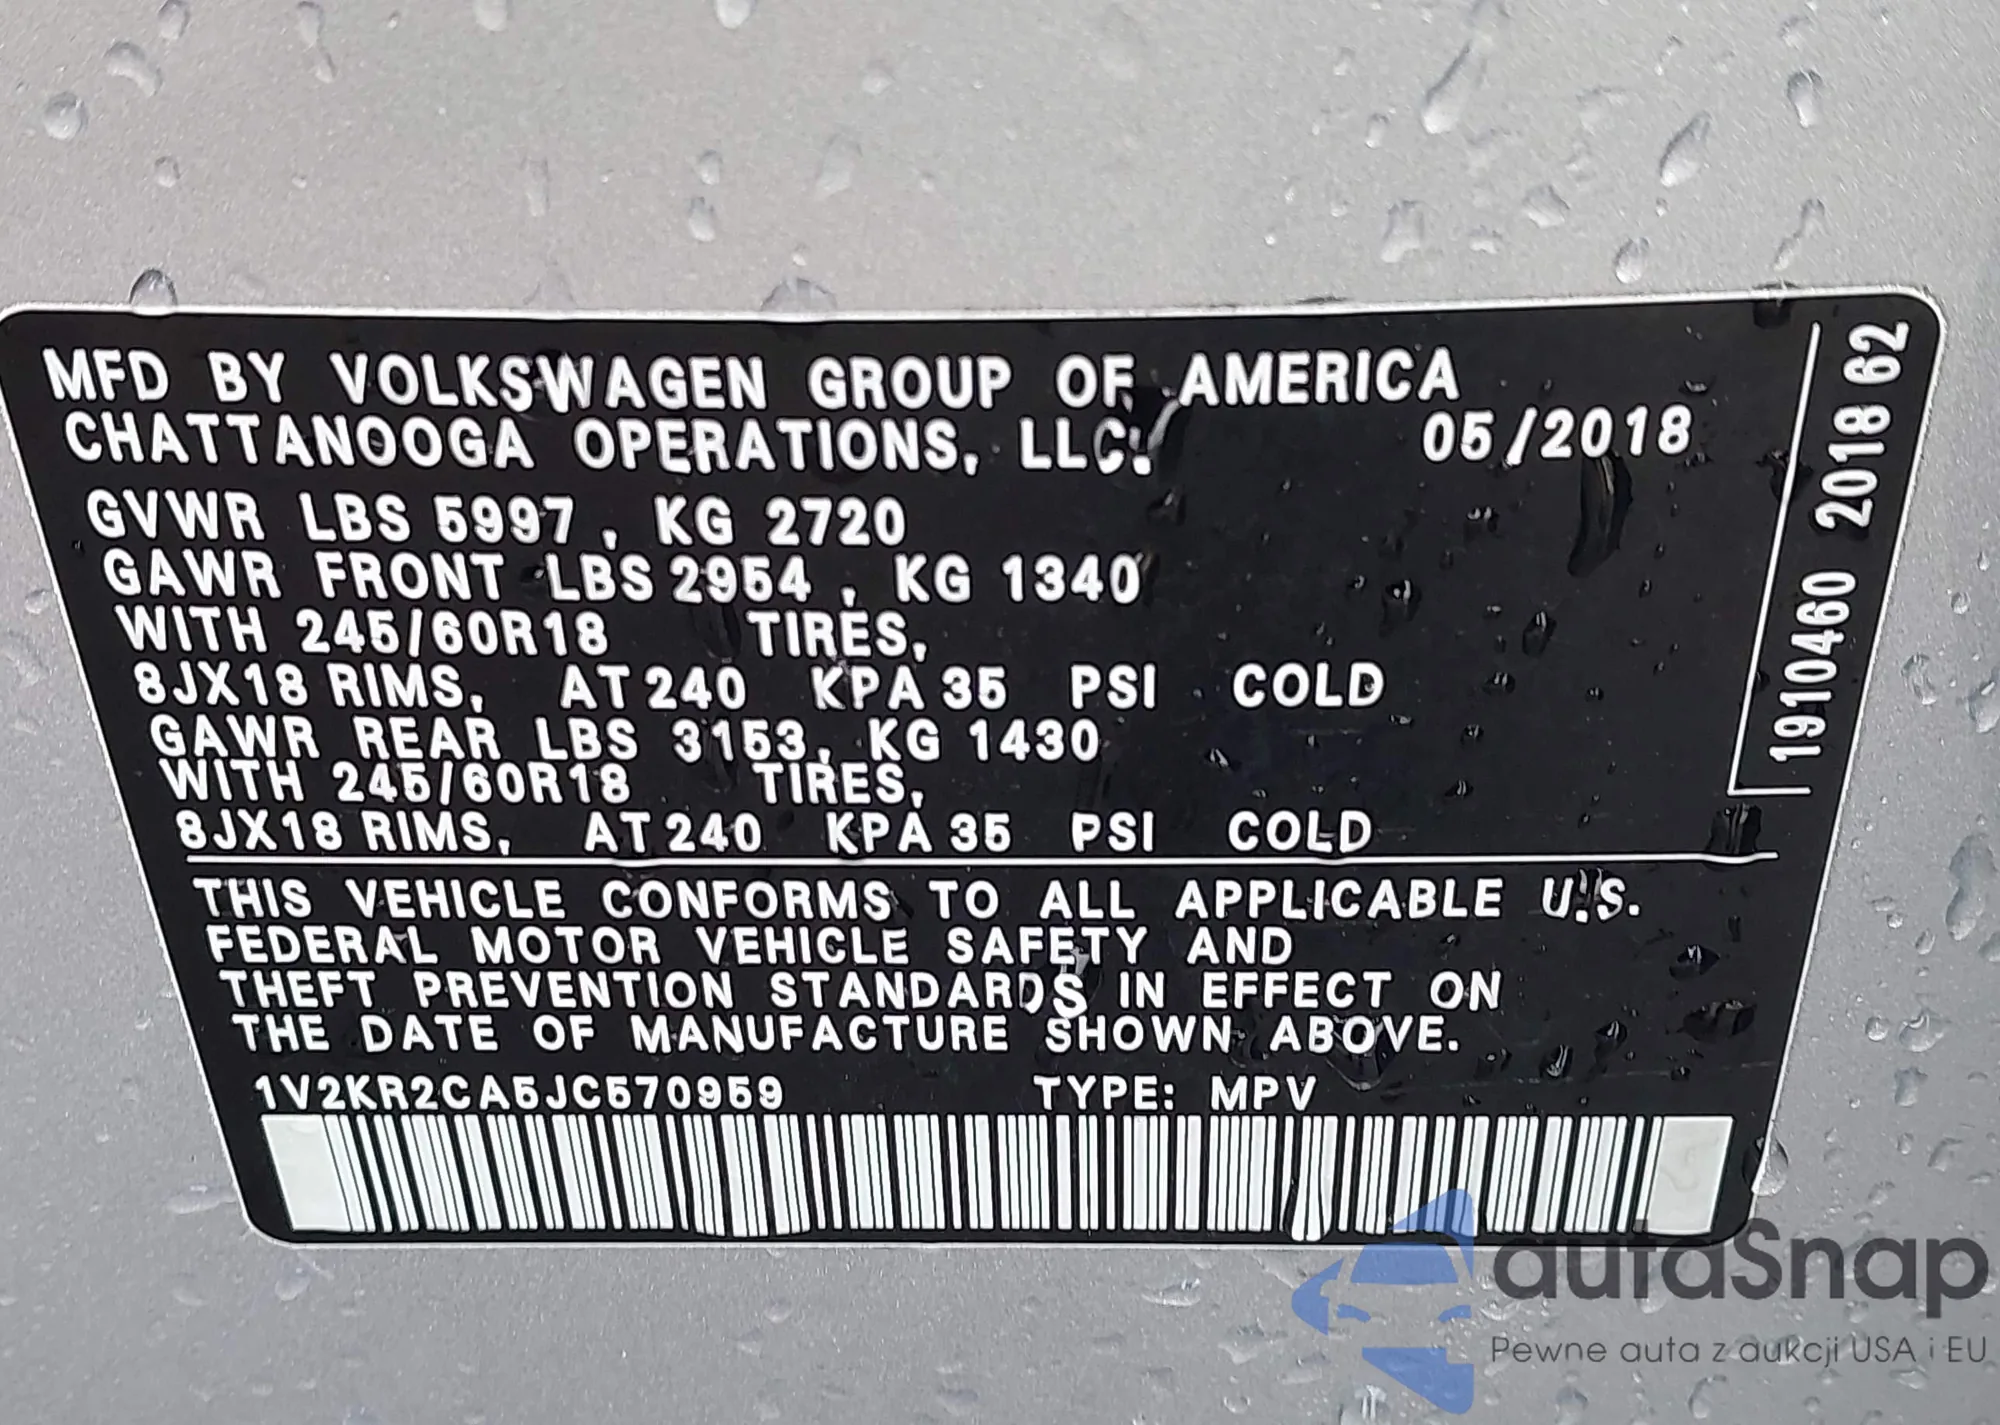 MFD BY VOLKSWAGEN GROUP OF AMERICA
CHATTANOOGA OPERATIONS, LLC.
05/2018
GVWR LBS 5997 , KG 2720
GAWR FRONT LBS 2954 , KG 1340
WITH 245/60R18 TIRES,
8JX18 RIMS, AT 240 KPA 35 PSI COLD
GAWR REAR LBS 3153, KG 1430
WITH 245/60R18 TIRES,
8JX18 RIMS, AT 240 KPA 35 PSI COLD
THIS VEHICLE CONFORMS TO ALL APPLICABLE U.S.
FEDERAL MOTOR VEHICLE SAFETY AND
THEFT PREVENTION STANDARDS IN EFFECT ON
THE DATE OF MANUFACTURE SHOWN ABOVE.
1V2KR2CA5JC570959 TYPE: MPV
1910460 2018 62
autoSnap
Pewne auta z aukcji USA i EU